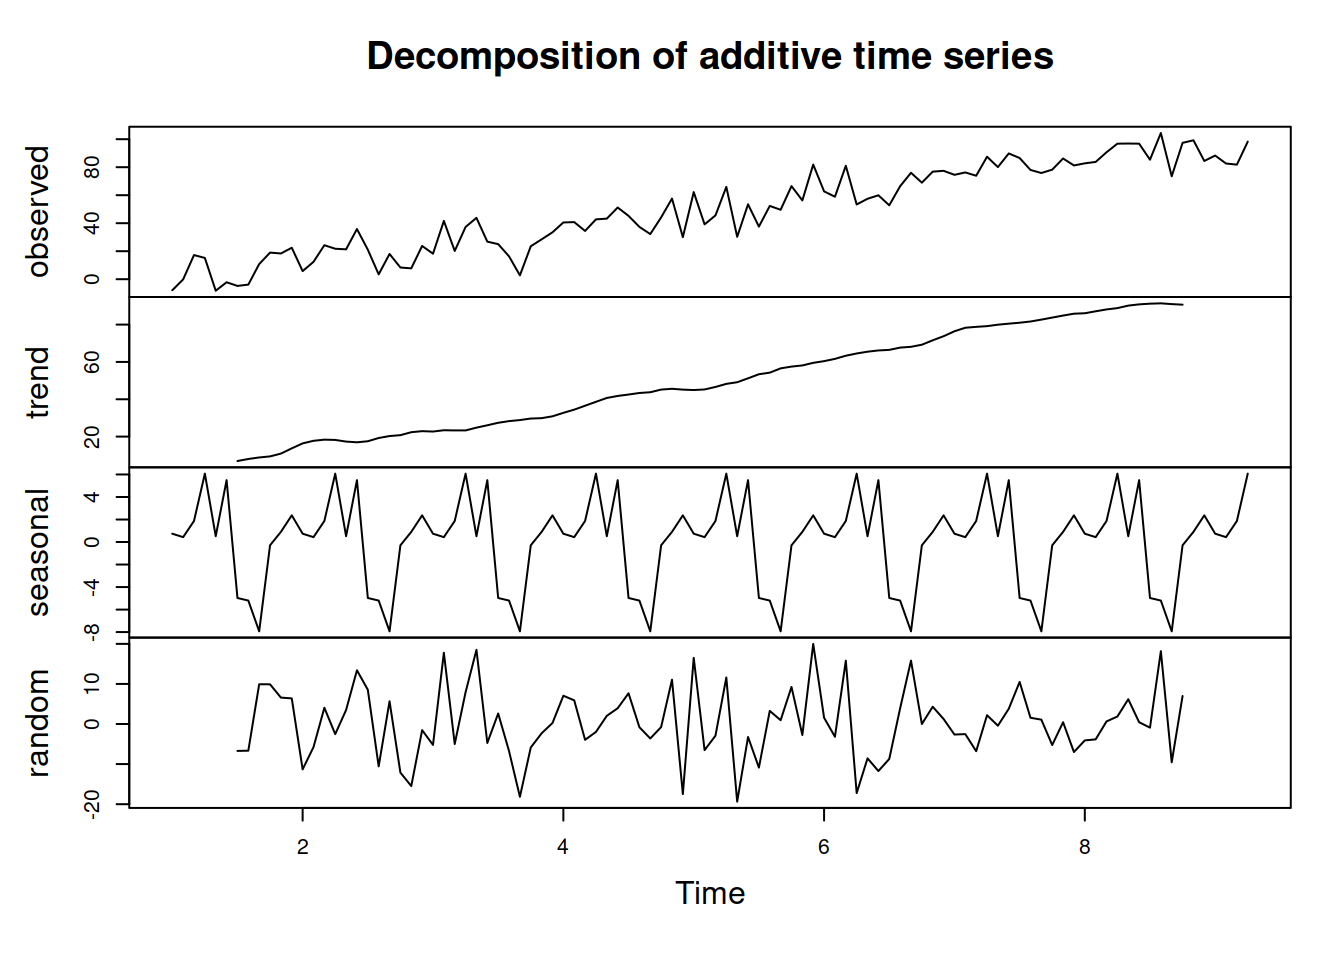 Decomposition of additive time series
observed
0 40 80
trend
20 60
seasonal
-8 -4 0 4
random
-20 0 10
2 4 6 8
Time